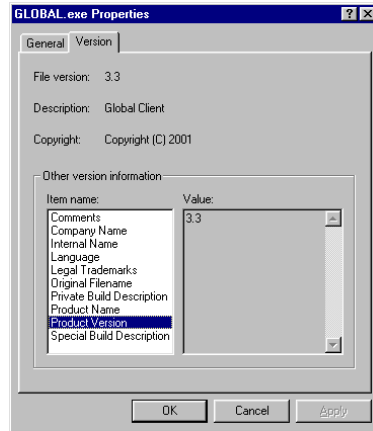 GLOBAL.exe Properties
General Version
File version: 3.3
Description: Global Client
Copyright: Copyright (C) 2001
Other version information
Item name: Value:
Comments 3.3
Company Name
Internal Name
Language
Legal Trademarks
Original Filename
Private Build Description
Product Name
Product Version
Special Build Description
OK Cancel Apply